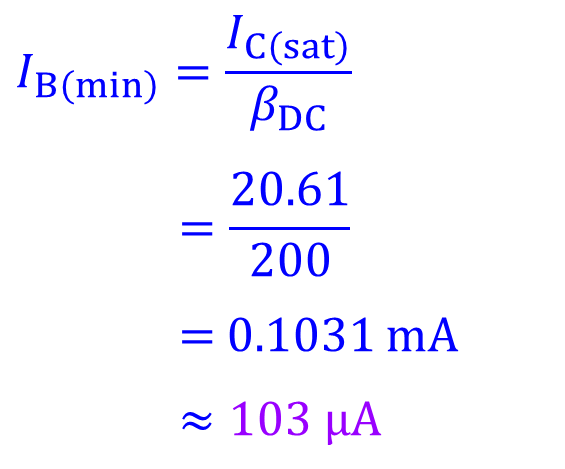 I_B(min) = I_C(sat) / β_DC
= 20.61 / 200
= 0.1031 mA
≈ 103 μA